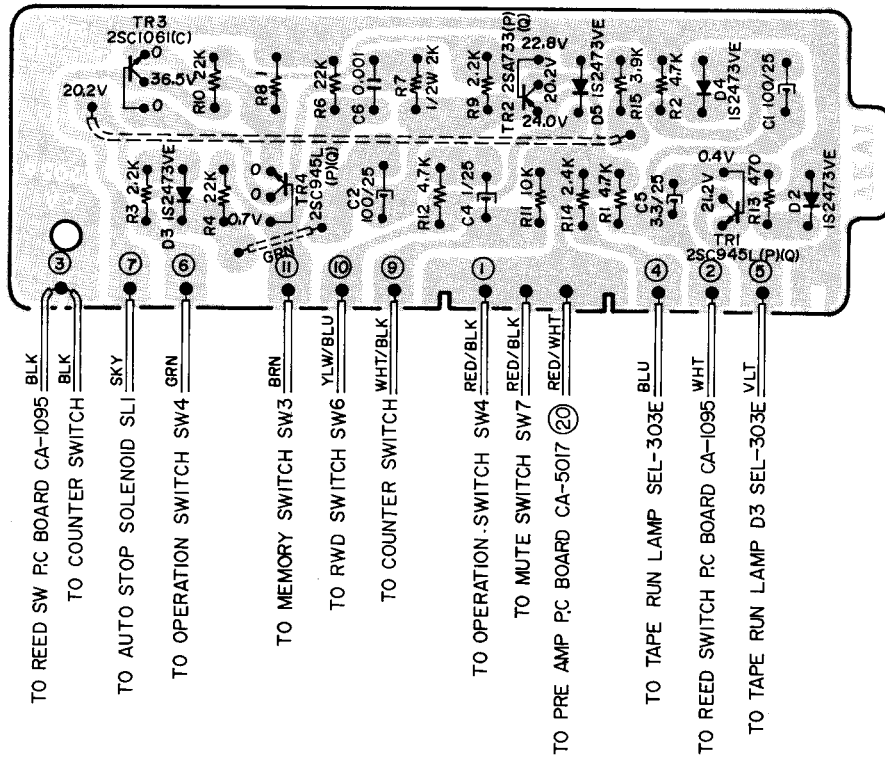 TR3
2SC1061(C)
0
36.5V
0
20.2V
R10 22K
R8 1
R6 22K
C6 0.001
R7
1/2W 2K
R9 2.2K
TR2 2SA733(P)
(Q)
22.8V
20.2V
24.0V
D5 1S2473VE
R15 3.9K
R2 4.7K
D4
1S2473VE
C1 100/25
AKAI
R3 2.2K
D3 1S2473VE
R4 22K
0
0
0.7V
TR4
2SC945L
(P)(Q)
GRN
C2
100/25
R12 4.7K
C4 1/25
R11 10K
R14 2.4K
R1 4.7K
C5
3.3/25
0.4V
21.2V
TR1
2SC945L(P)(Q)
R13 470
D2
1S2473VE
3
7
6
11
10
9
1
4
2
5
BLK
BLK
SKY
GRN
BRN
YLW/BLU
WHT/BLK
RED/BLK
RED/BLK
RED/WHT
BLU
WHT
VLT
TO REED SW P.C BOARD CA-1095
TO COUNTER SWITCH
TO AUTO STOP SOLENOID SL1
TO OPERATION SWITCH SW4
TO MEMORY SWITCH SW3
TO RWD SWITCH SW6
TO COUNTER SWITCH
TO OPERATION SWITCH SW4
TO MUTE SWITCH SW7
TO PRE AMP P.C BOARD CA-5017 20
TO TAPE RUN LAMP SEL-303E
TO REED SWITCH P.C BOARD CA-1095
TO TAPE RUN LAMP D3 SEL-303E